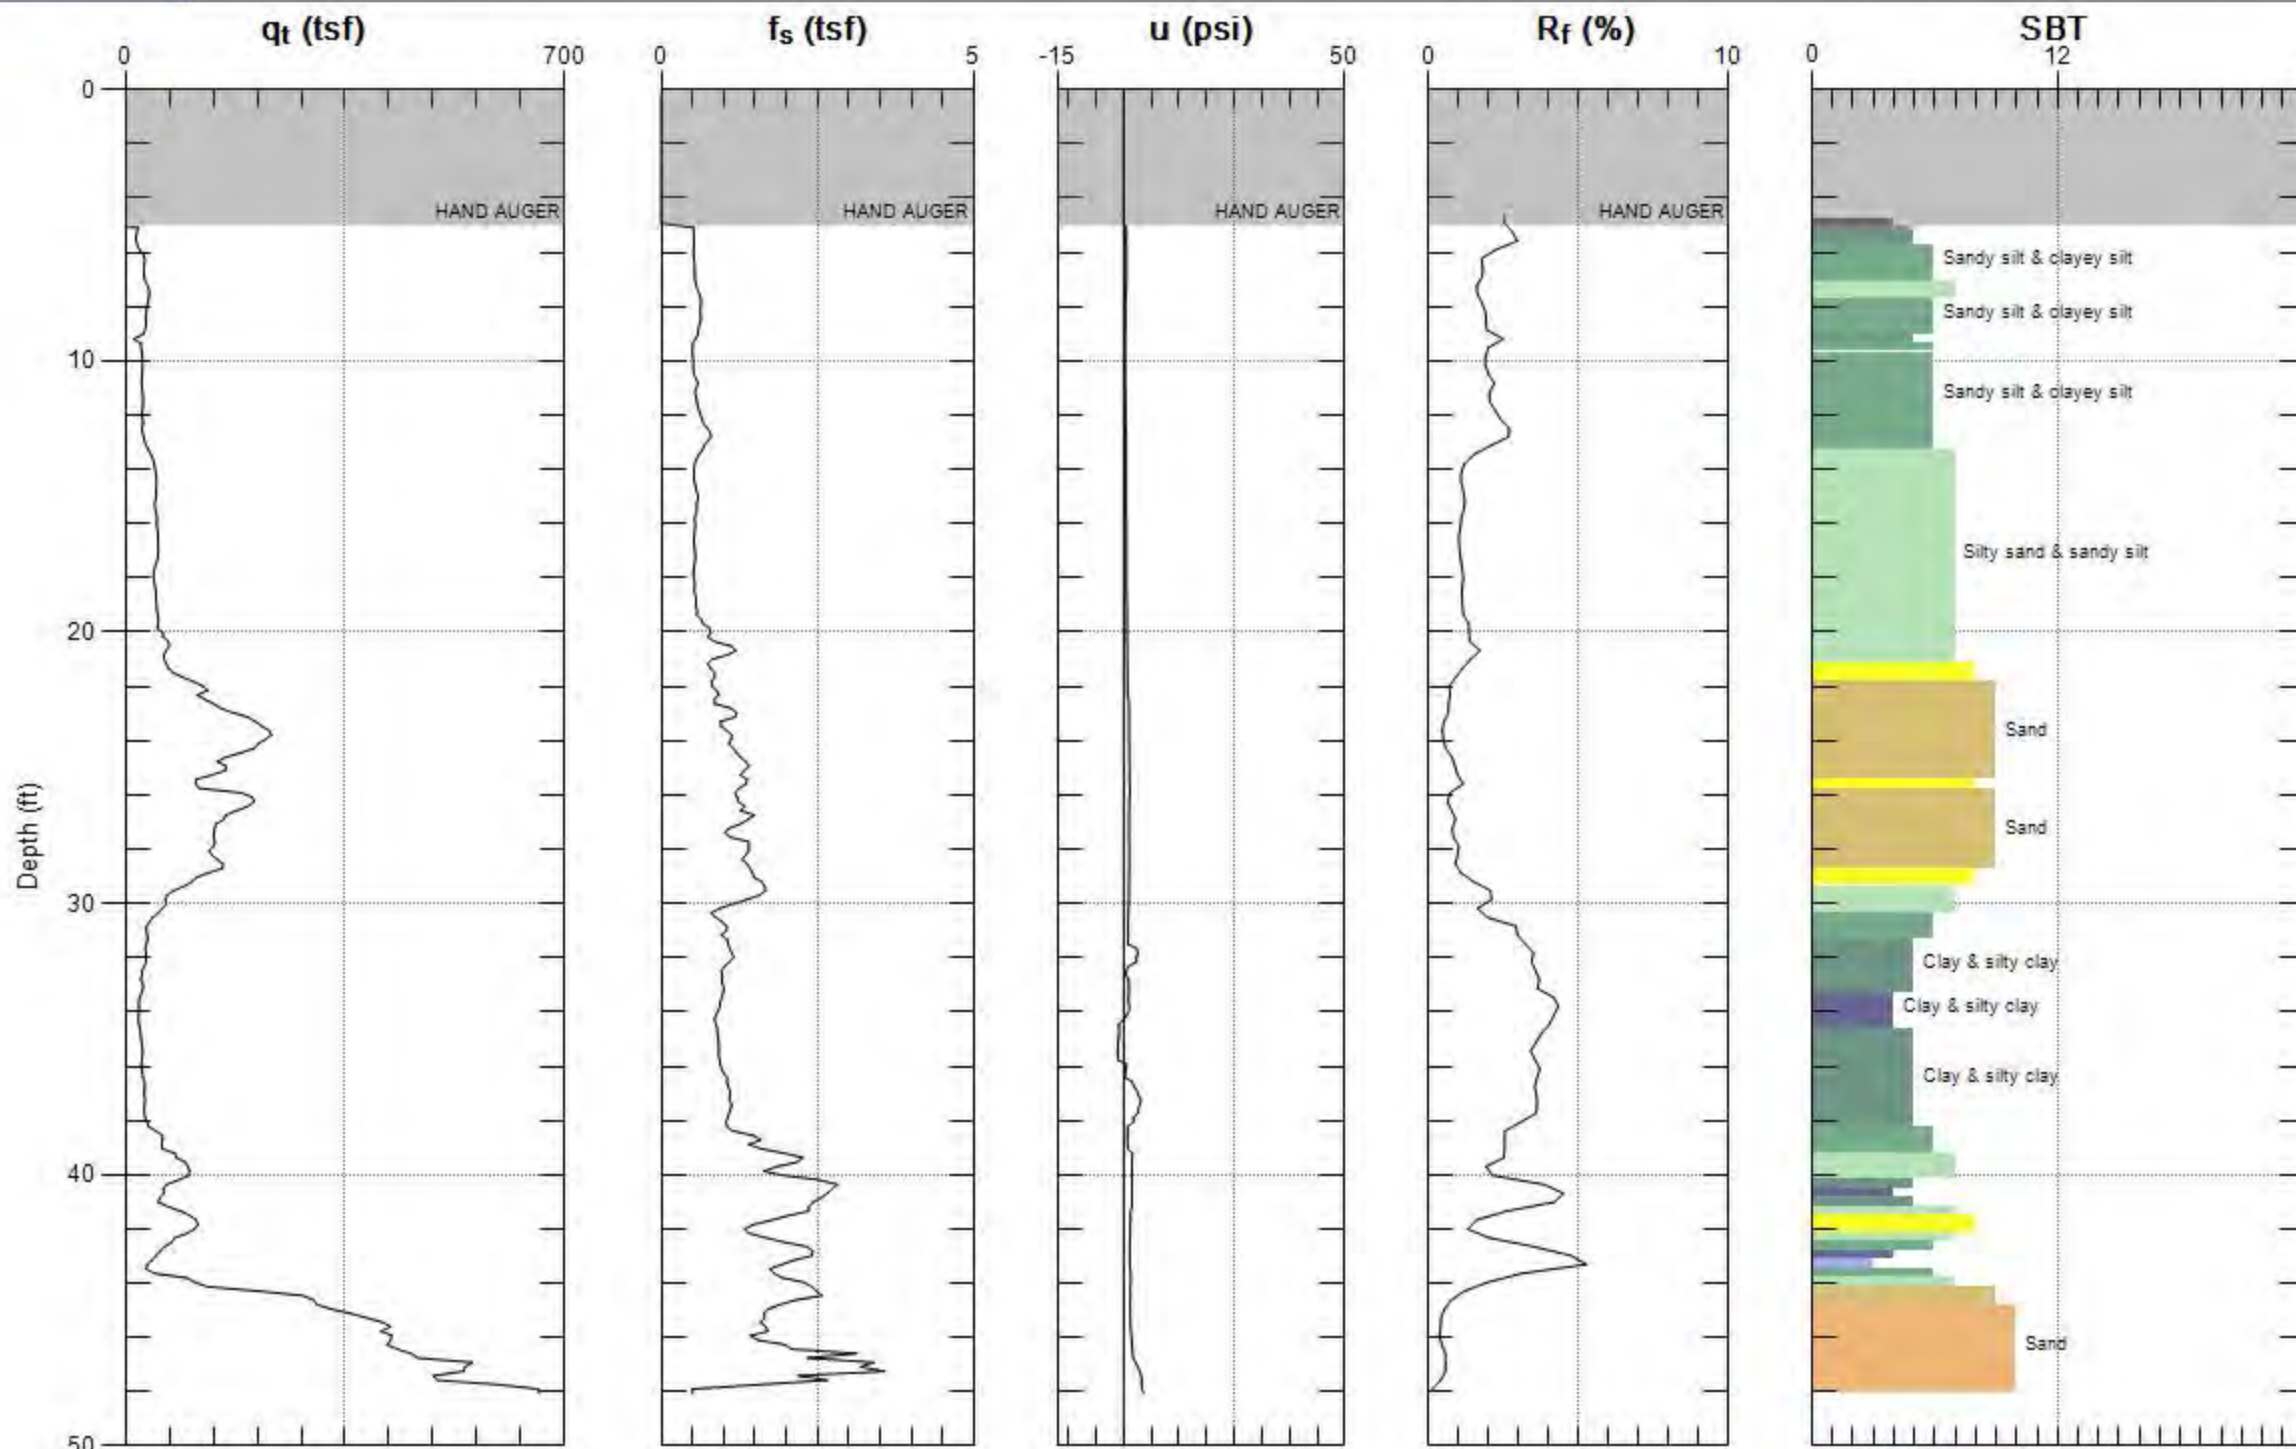 qt (tsf)
fs (tsf)
u (psi)
Rf (%)
SBT
0
700
0
5
-15
50
0
10
0
12
0
HAND AUGER
HAND AUGER
HAND AUGER
HAND AUGER
Sandy silt & clayey silt
Sandy silt & clayey silt
10
Sandy silt & clayey silt
Silty sand & sandy silt
20
Sand
Sand
Depth (ft)
30
Clay & silty clay
Clay & silty clay
Clay & silty clay
40
Sand
50